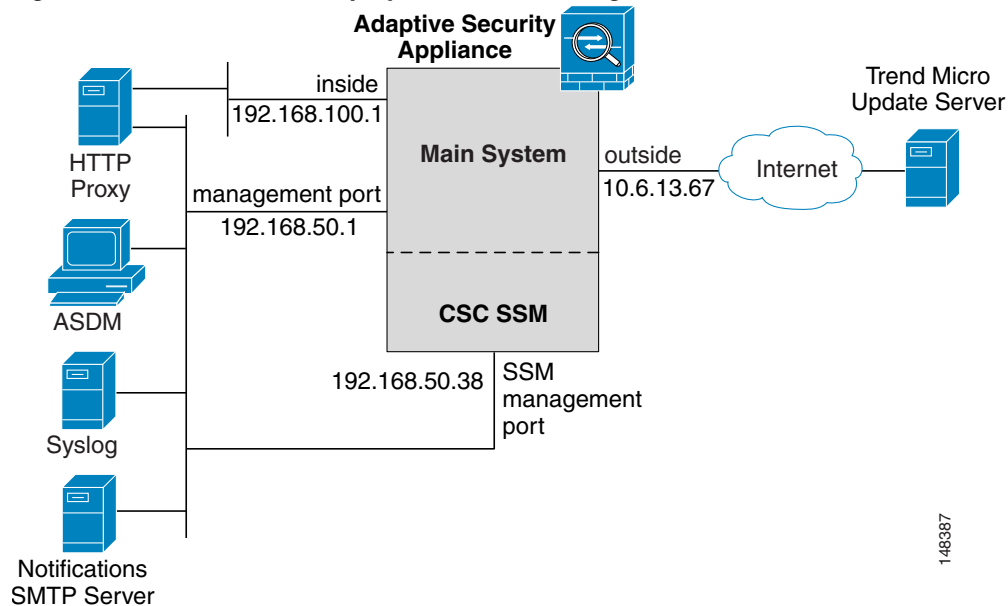 Adaptive Security
Appliance
inside
192.168.100.1
HTTP
Proxy
management port
192.168.50.1
Main System
outside
10.6.13.67
Internet
Trend Micro
Update Server
ASDM
CSC SSM
192.168.50.38
SSM
management
port
Syslog
Notifications
SMTP Server
148387